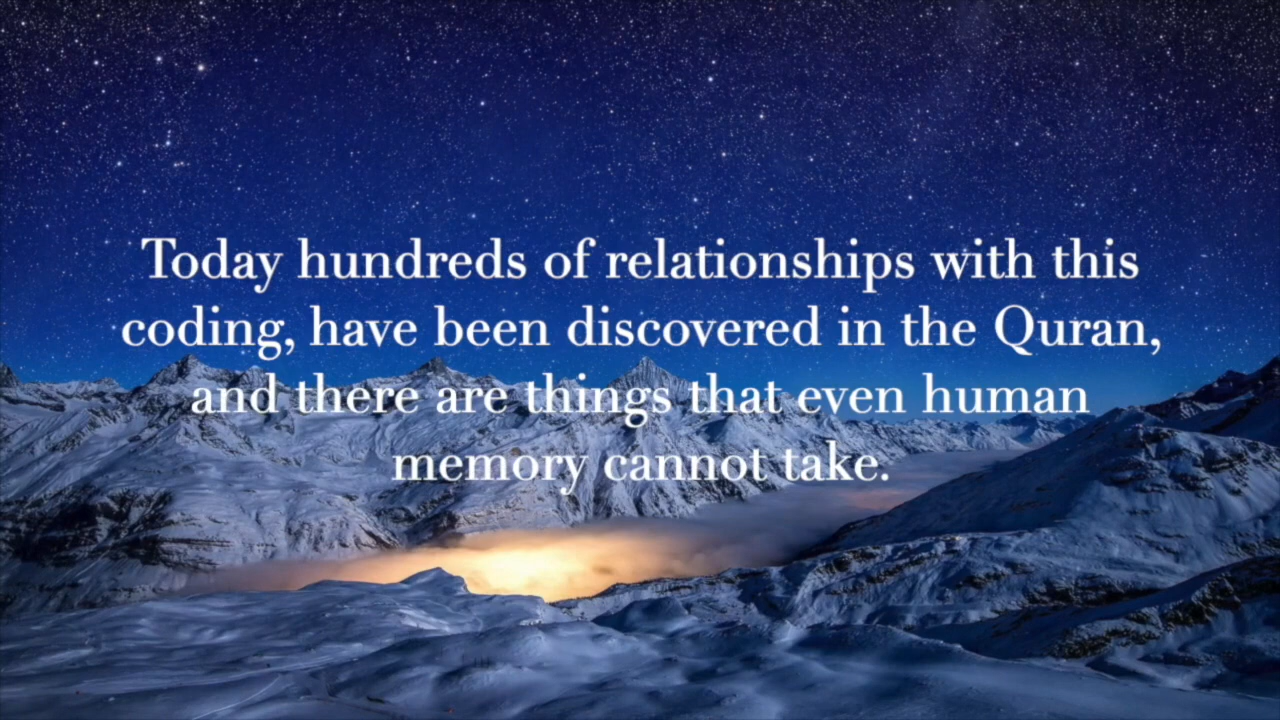 Today hundreds of relationships with this
coding, have been discovered in the Quran,
and there are things that even human
memory cannot take.